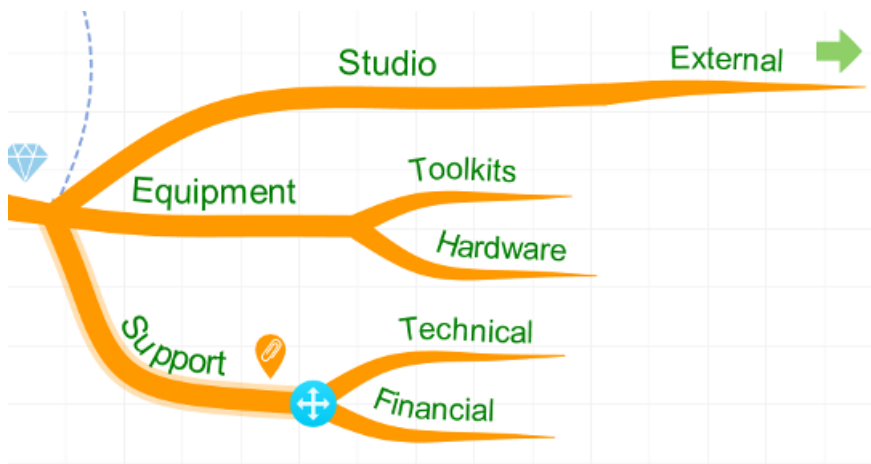 Studio
External
Equipment
Toolkits
Hardware
Support
Technical
Financial